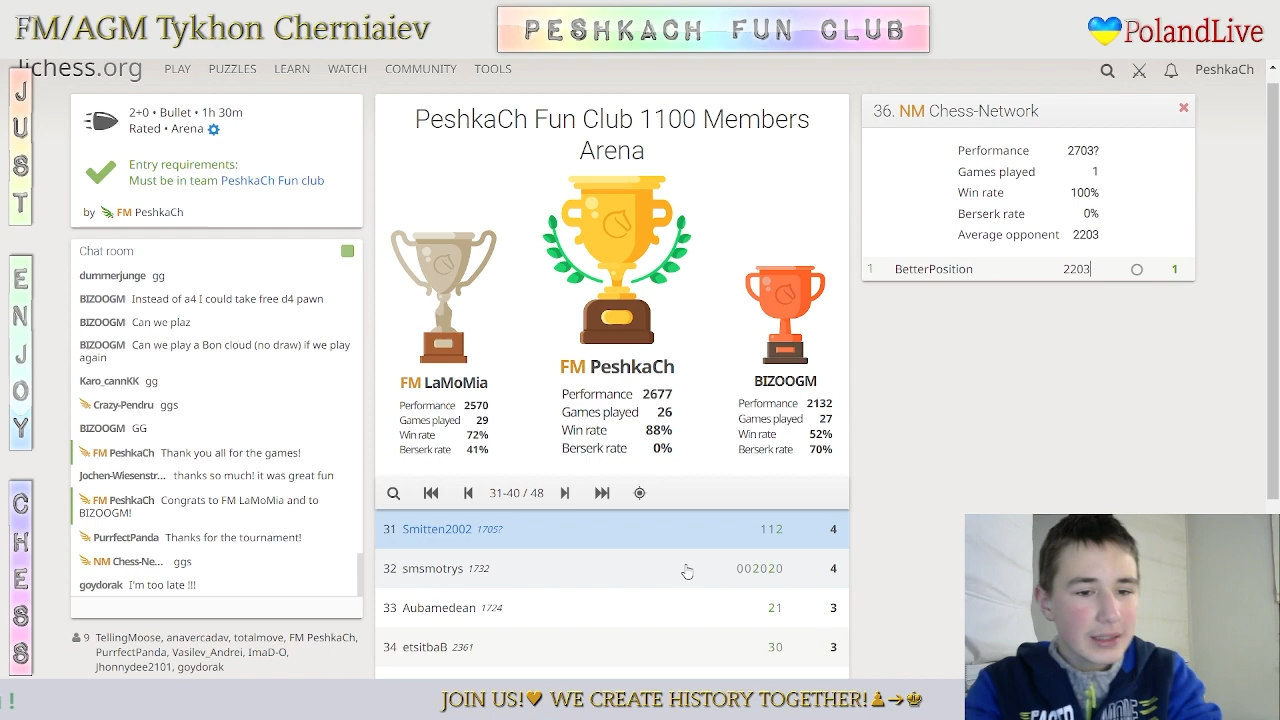 FM/AGM Tykhon Cherniaiev
PESHKACH FUN CLUB
PolandLive
lichess.org
PLAY PUZZLES LEARN WATCH COMMUNITY TOOLS
PeshkaCh
JUST
ENJOY
CHESS
2+0 • Bullet • 1h 30m
Rated • Arena
Entry requirements:
Must be in team PeshkaCh Fun club
by FM PeshkaCh
Chat room
dummerjunge gg
BIZOOGM Instead of a4 I could take free d4 pawn
BIZOOGM Can we plaz
BIZOOGM Can we play a Bon cloud (no draw) if we play
again
Karo_cannKK gg
Crazy-Pendru ggs
BIZOOGM GG
FM PeshkaCh Thank you all for the games!
Jochen-Wiesenstr... thanks so much! it was great fun
FM PeshkaCh Congrats to FM LaMoMia and to
BIZOOGM!
PurrfectPanda Thanks for the tournament!
NM Chess-Ne... ggs
goydorak I'm too late !!!
9 TellingMoose, anavercadav, totalmove, FM PeshkaCh,
PurrfectPanda, Vasilev_Andrei, ImaD-O,
Jhonnydee2101, goydorak
PeshkaCh Fun Club 1100 Members
Arena
FM LaMoMia
Performance 2570
Games played 29
Win rate 72%
Berserk rate 41%
FM PeshkaCh
Performance 2677
Games played 26
Win rate 88%
Berserk rate 0%
BIZOOGM
Performance 2132
Games played 27
Win rate 52%
Berserk rate 70%
31-40 / 48
31 Smitten2002 1705? 112 4
32 smsmotrys 1732 002020 4
33 Aubamedean 1724 21 3
34 etsitbaB 2361 30 3
36. NM Chess-Network
Performance 2703?
Games played 1
Win rate 100%
Berserk rate 0%
Average opponent 2203
1 BetterPosition 2203 1
! JOIN US!♥ WE CREATE HISTORY TOGETHER!♟→♚